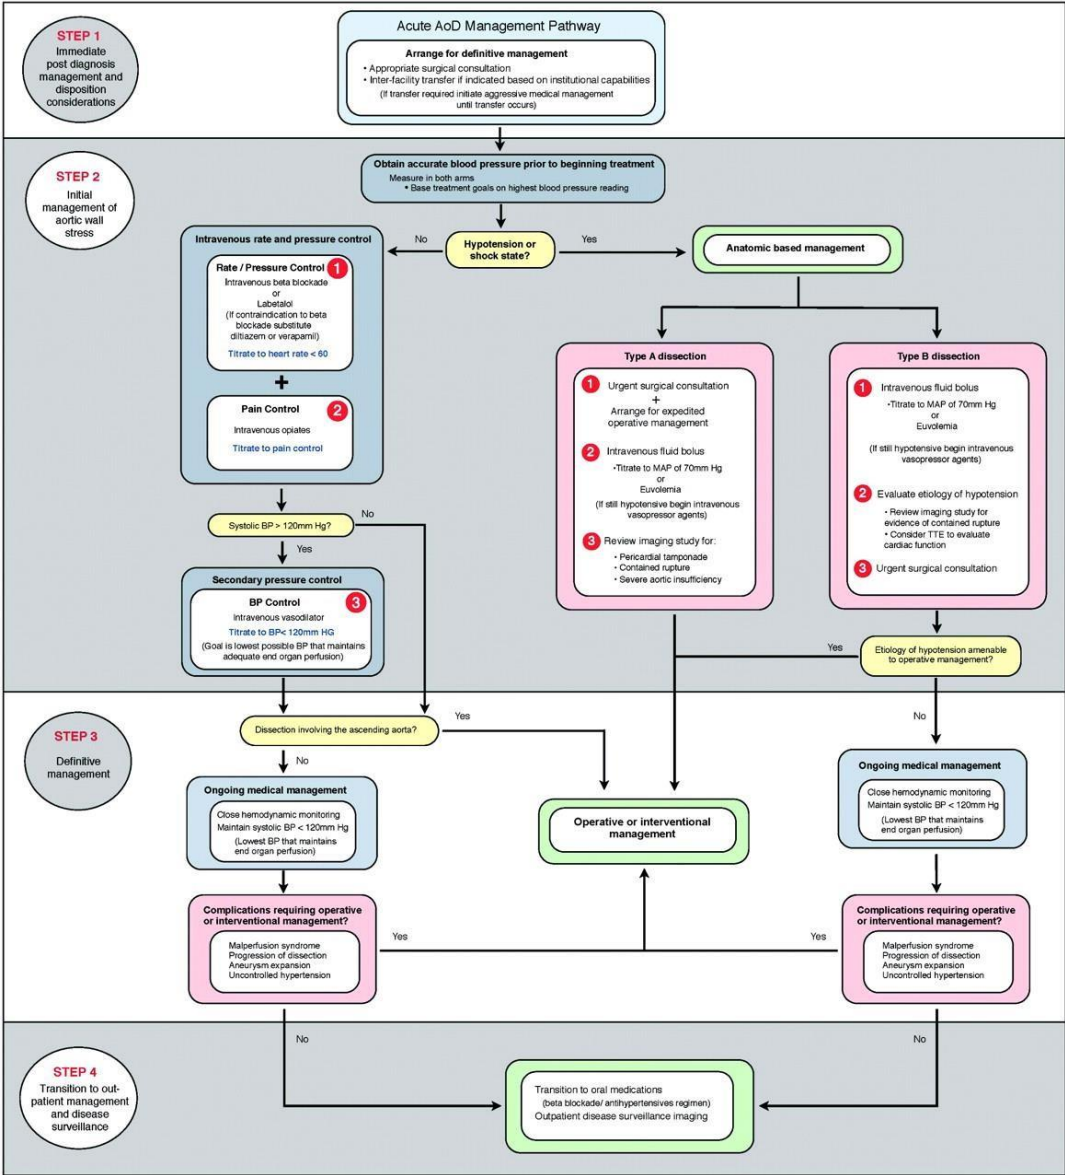 STEP 1
Immediate
post diagnosis
management and
disposition
considerations
Acute AoD Management Pathway
Arrange for definitive management
• Appropriate surgical consultation
• Inter-facility transfer if indicated based on institutional capabilities
(If transfer required initiate aggressive medical management
until transfer occurs)
STEP 2
Initial
management of
aortic wall
stress
Obtain accurate blood pressure prior to beginning treatment
Measure in both arms
• Base treatment goals on highest blood pressure reading
Hypotension or
shock state?
No
Yes
Intravenous rate and pressure control
Rate / Pressure Control
1
Intravenous beta blockade
or
Labetalol
(If contraindication to beta
blockade substitute
diltiazem or verapamil)
Titrate to heart rate < 60
+
Pain Control
2
Intravenous opiates
Titrate to pain control
Systolic BP > 120mm Hg?
No
Yes
Secondary pressure control
BP Control
3
Intravenous vasodilator
Titrate to BP< 120mm HG
(Goal is lowest possible BP that maintains
adequate end organ perfusion)
Anatomic based management
Type A dissection
1 Urgent surgical consultation
+
Arrange for expedited
operative management
2 Intravenous fluid bolus
•Titrate to MAP of 70mm Hg
or
Euvolemia
(If still hypotensive begin intravenous
vasopressor agents)
3 Review imaging study for:
• Pericardial tamponade
• Contained rupture
• Severe aortic insufficiency
Type B dissection
1 Intravenous fluid bolus
•Titrate to MAP of 70mm Hg
or
Euvolemia
(If still hypotensive begin intravenous
vasopressor agents)
2 Evaluate etiology of hypotension
• Review imaging study for
evidence of contained rupture
• Consider TTE to evaluate
cardiac function
3 Urgent surgical consultation
Etiology of hypotension amenable
to operative management?
Yes
No
STEP 3
Definitive
management
Dissection involving the ascending aorta?
Yes
No
Ongoing medical management
Close hemodynamic monitoring
Maintain systolic BP < 120mm Hg
(Lowest BP that maintains
end organ perfusion)
Operative or interventional
management
Ongoing medical management
Close hemodynamic monitoring
Maintain systolic BP < 120mm Hg
(Lowest BP that maintains
end organ perfusion)
Complications requiring operative
or interventional management?
Malperfusion syndrome
Progression of dissection
Aneurysm expansion
Uncontrolled hypertension
Yes
Yes
Complications requiring operative
or interventional management?
Malperfusion syndrome
Progression of dissection
Aneurysm expansion
Uncontrolled hypertension
No
No
STEP 4
Transition to out-
patient management
and disease
surveillance
Transition to oral medications
(beta blockade/ antihypertensives regimen)
Outpatient disease surveillance imaging